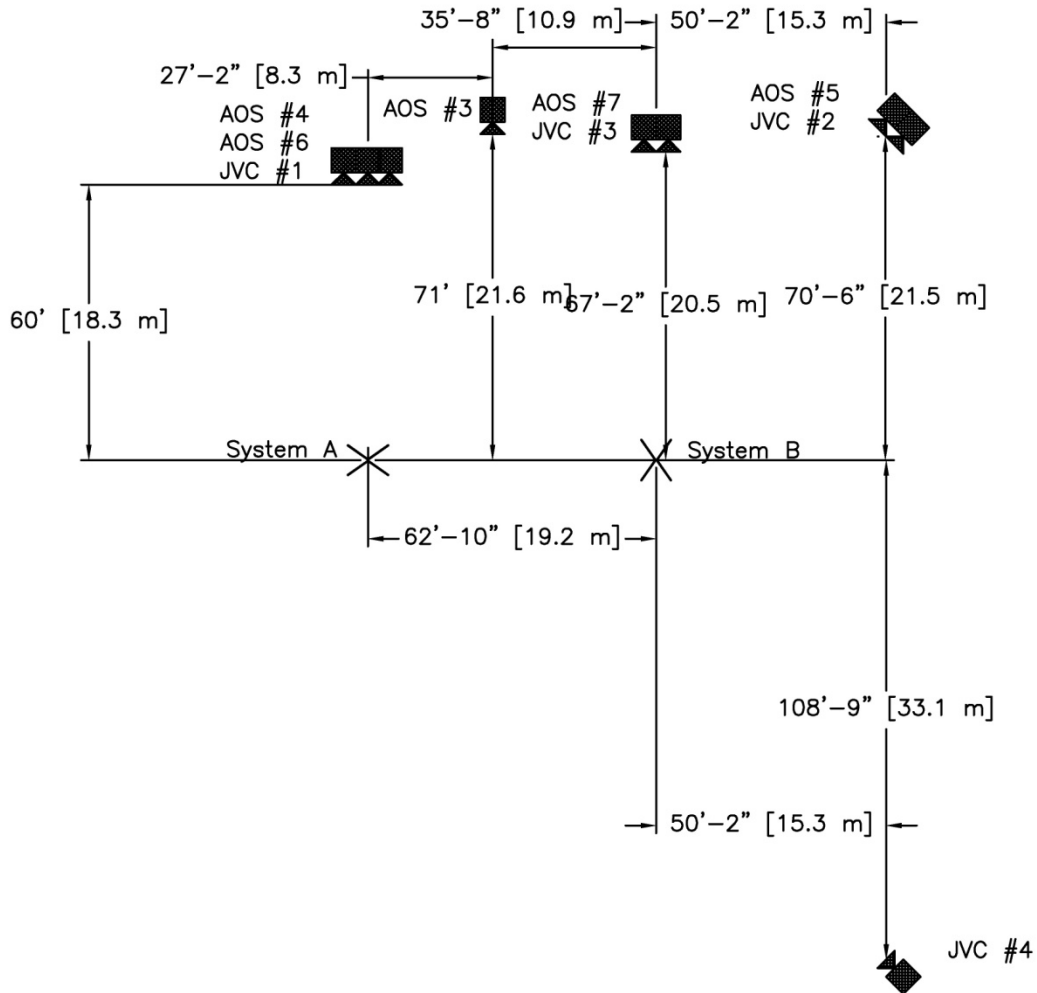 35'-8" [10.9 m]
50'-2" [15.3 m]
27'-2" [8.3 m]
AOS #4
AOS #6
JVC #1
AOS #3
AOS #7
JVC #3
AOS #5
JVC #2
60' [18.3 m]
71' [21.6 m]
67'-2" [20.5 m]
70'-6" [21.5 m]
System A
System B
62'-10" [19.2 m]
108'-9" [33.1 m]
50'-2" [15.3 m]
JVC #4